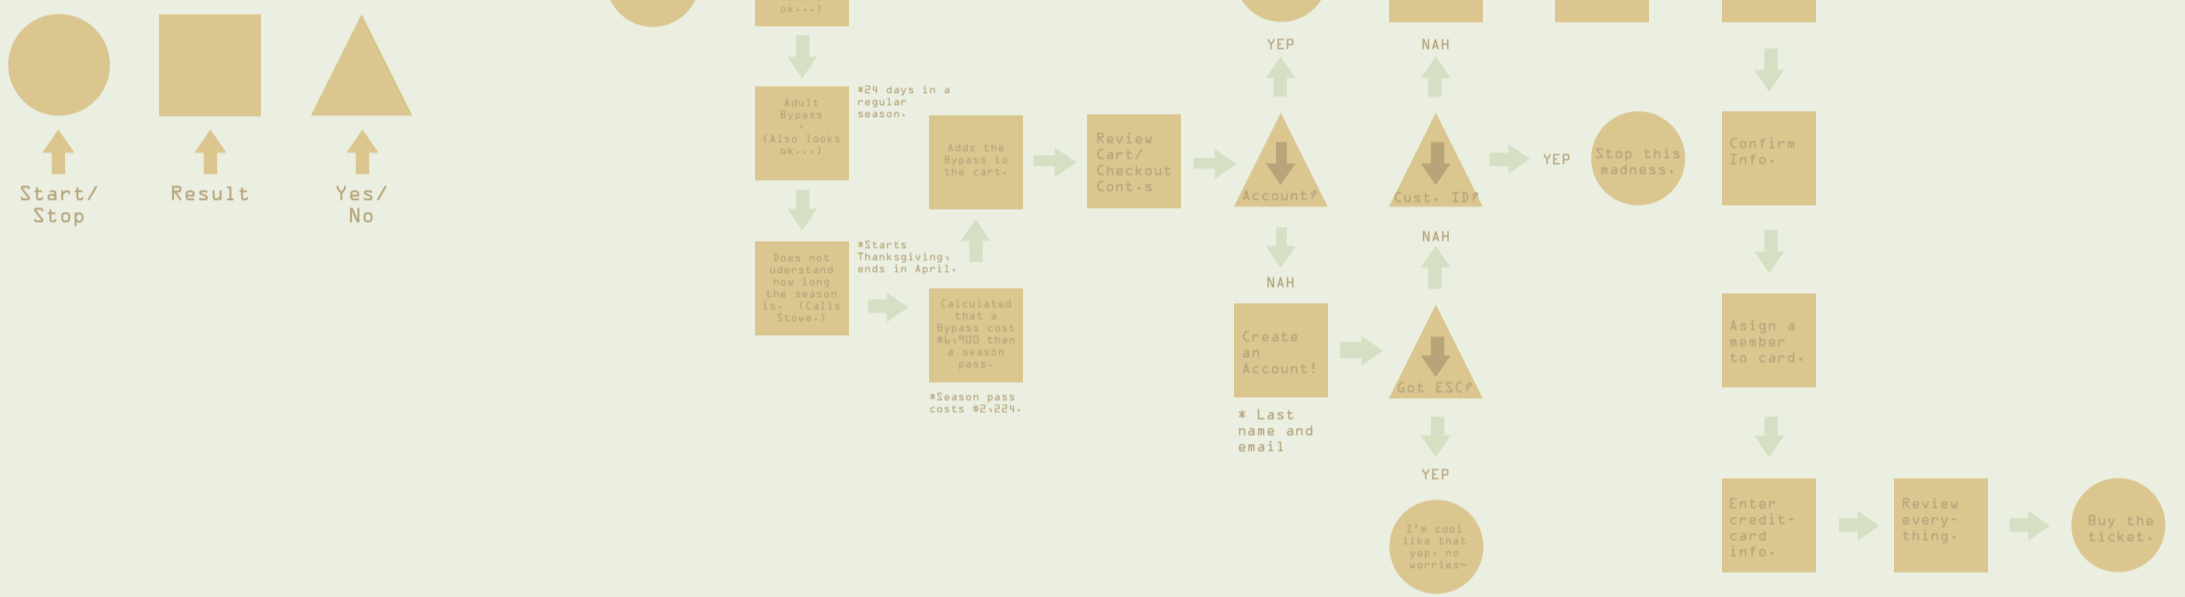 Start/
Stop
Result
Yes/
No
ok...)
Adult
Bypass
-
(Also looks
ok...)
*24 days in a
regular
season.
Does not
uderstand
how long
the season
is. (Calls
Stowe.)
*Starts
Thanksgiving,
ends in April.
Adds the
Bypass to
the cart.
Calculated
that a
Bypass cost
$6,900 than
a season
pass.
*Season pass
costs $2,224.
Review
Cart/
Checkout
Cont.s
YEP
Account?
NAH
Create
an
Account!
* Last
name and
email
NAH
Cust. ID?
YEP
Stop this
madness.
NAH
Got ESC?
YEP
I'm cool
like that
yep, no
worries~
Confirm
Info.
Asign a
member
to card.
Enter
credit-
card
info.
Review
every-
thing.
Buy the
ticket.